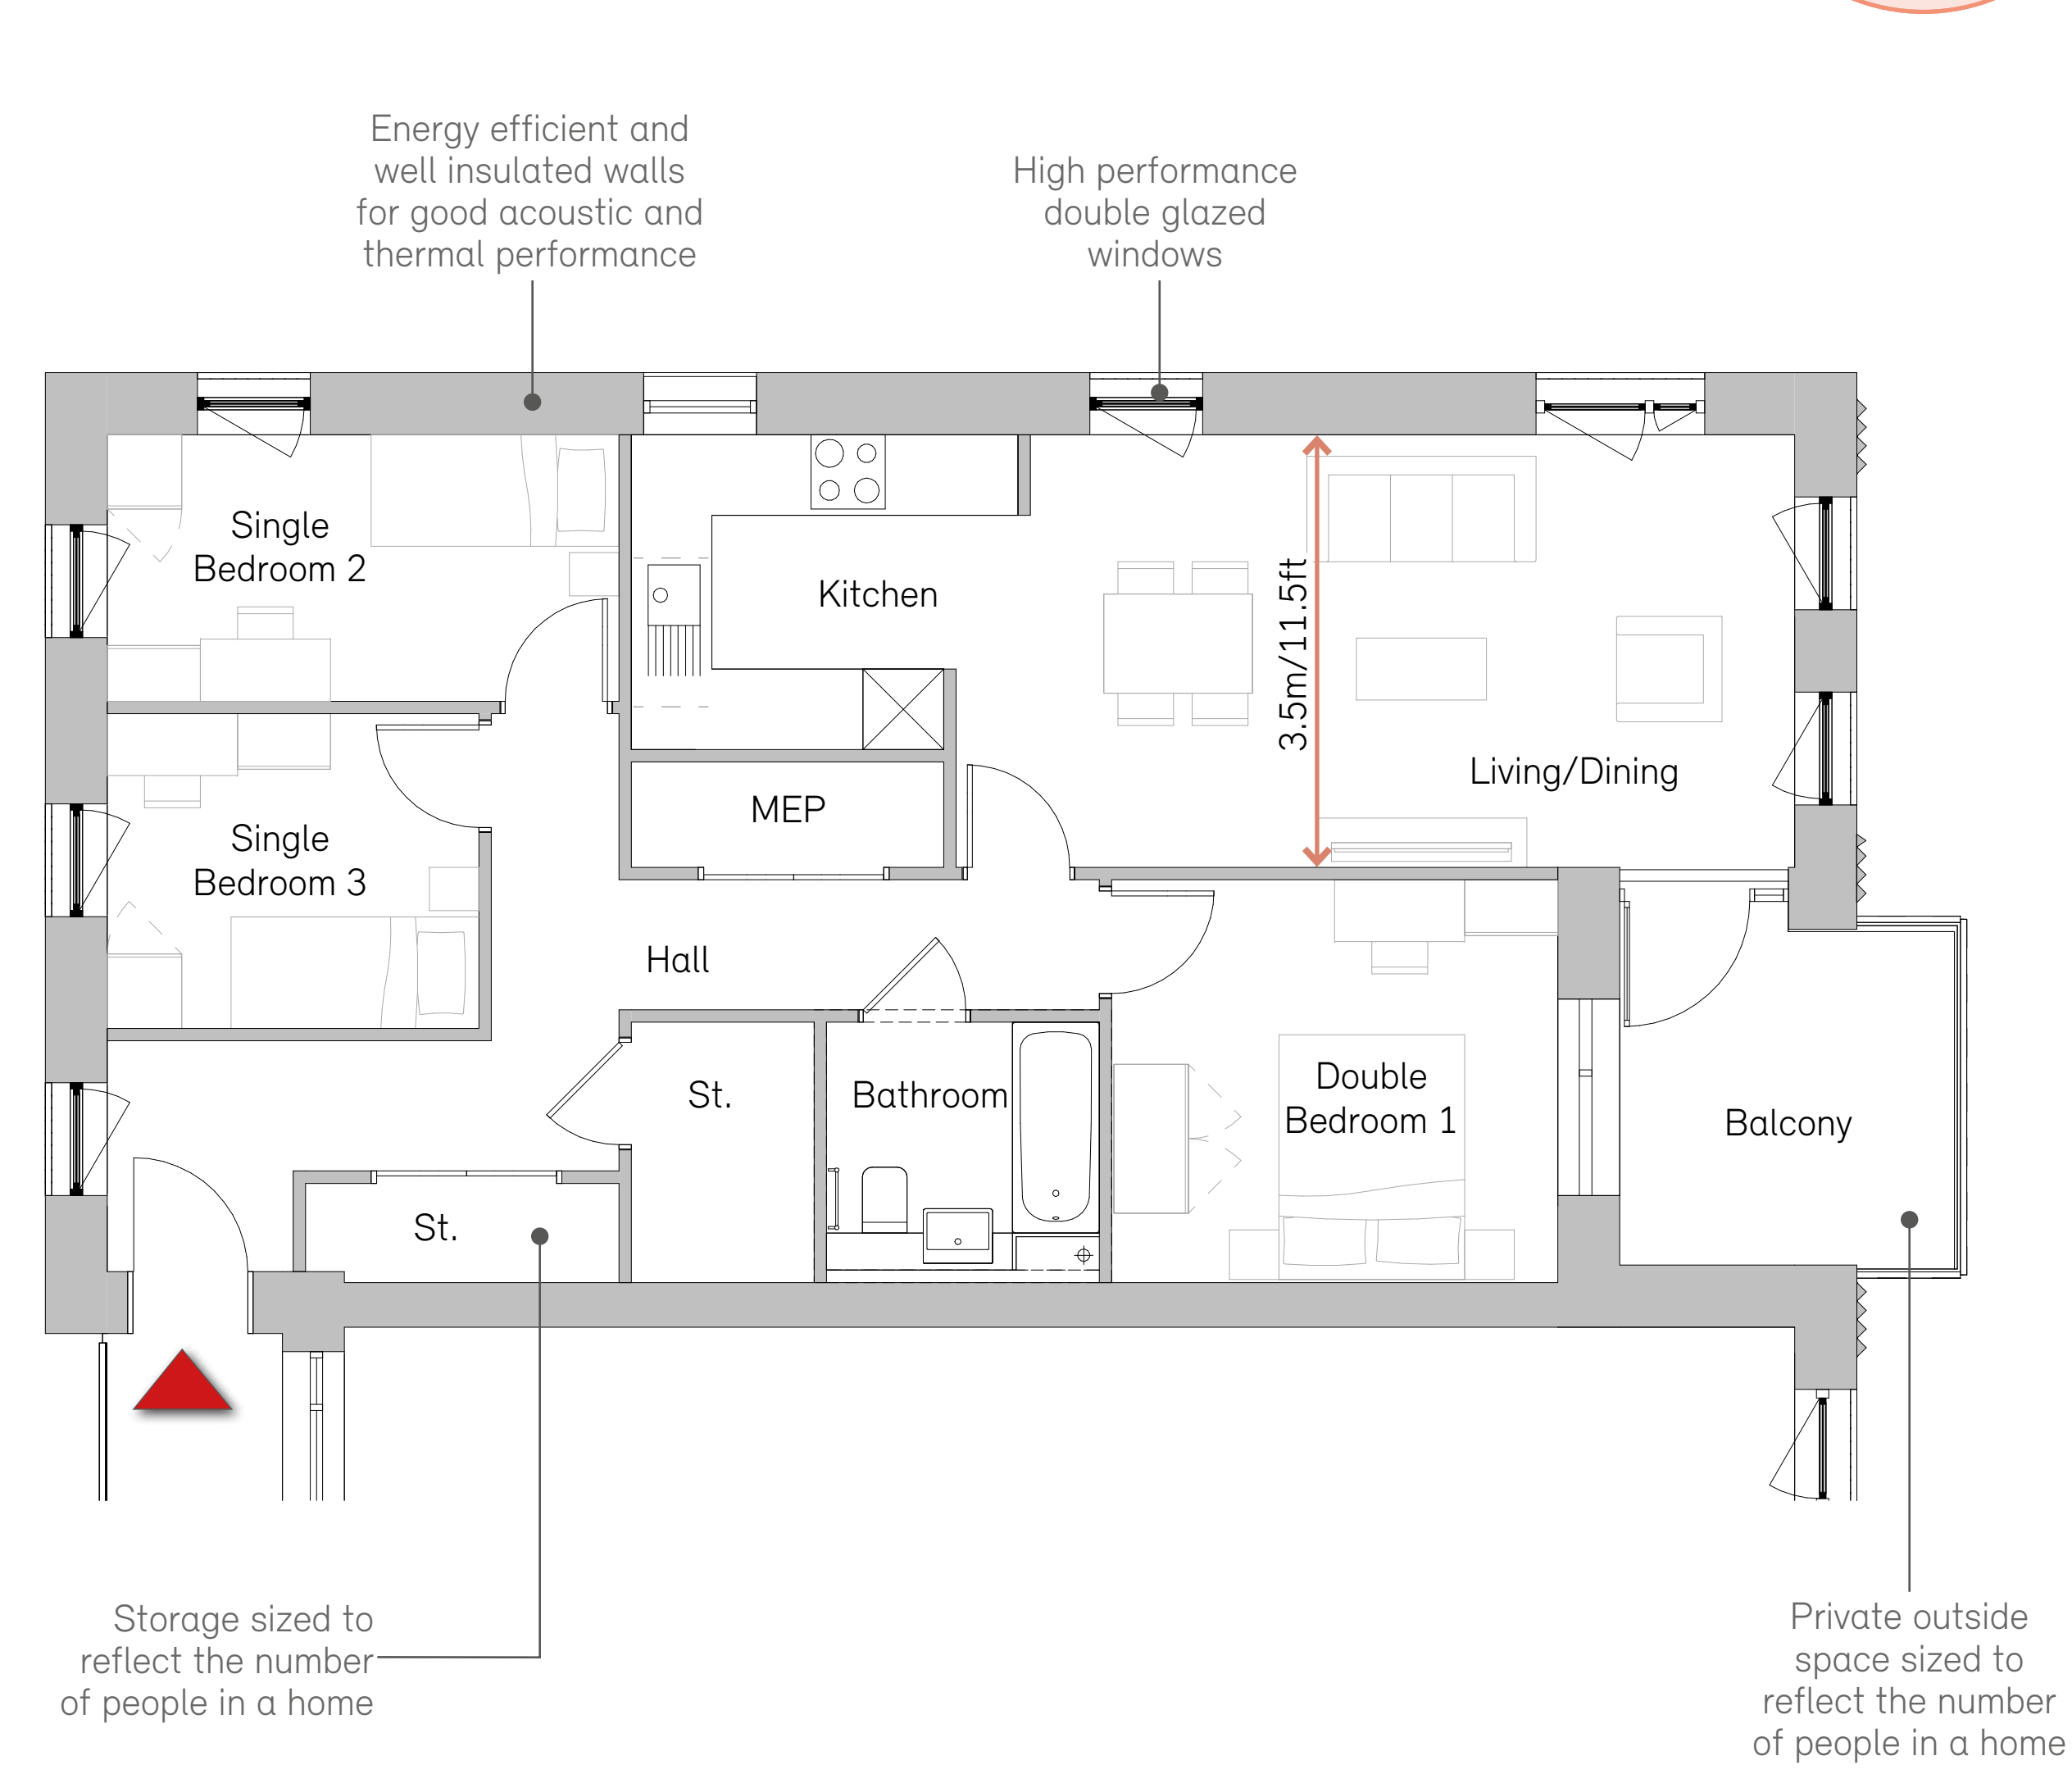 Energy efficient and
well insulated walls
for good acoustic and
thermal performance
High performance
double glazed
windows
Single
Bedroom 2
Kitchen
3.5m/11.5ft
Living/Dining
MEP
Single
Bedroom 3
Hall
St.
Bathroom
Double
Bedroom 1
Balcony
St.
Storage sized to
reflect the number
of people in a home
Private outside
space sized to
reflect the number
of people in a home